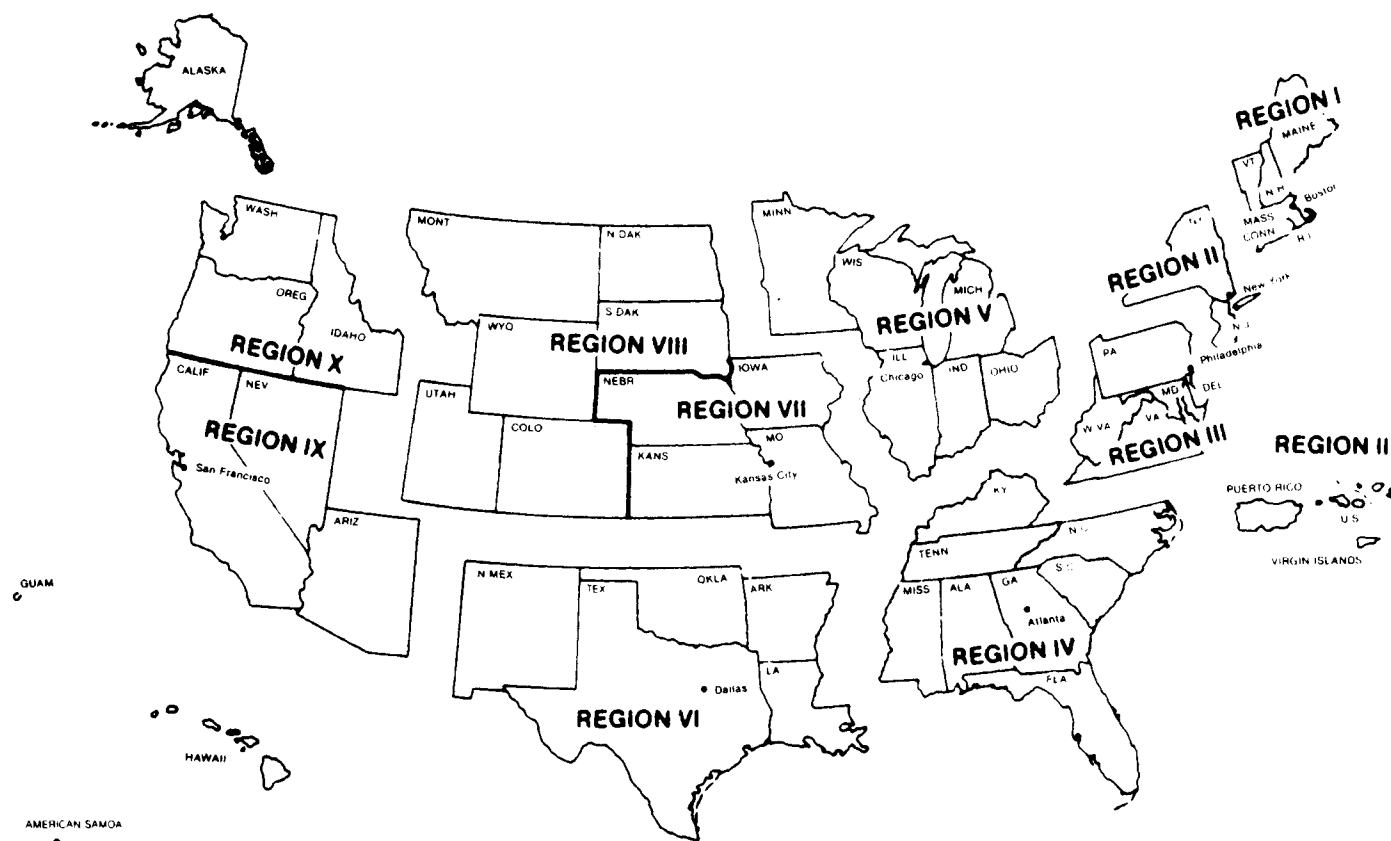 ALASKA
REGION I
MAINE
VT
N.H.
Boston
MASS
CONN
R.I.
WASH
MONT
N DAK
MINN
WIS
MICH
REGION II
New York
OREG
IDAHO
WYO
S DAK
REGION V
N.J.
REGION X
REGION VIII
PA
Philadelphia
CALIF
NEV
UTAH
NEBR
IOWA
ILL
Chicago
IND
OHIO
MD
DEL
REGION IX
COLO
REGION VII
W VA
VA
REGION III
REGION II
San Francisco
KANS
MO
Kansas City
KY
PUERTO RICO
U.S.
VIRGIN ISLANDS
ARIZ
TENN
N.C.
S.C.
GUAM
N MEX
TEX
OKLA
ARK
MISS
ALA
GA
Atlanta
REGION IV
FLA
LA
Dallas
REGION VI
HAWAII
AMERICAN SAMOA